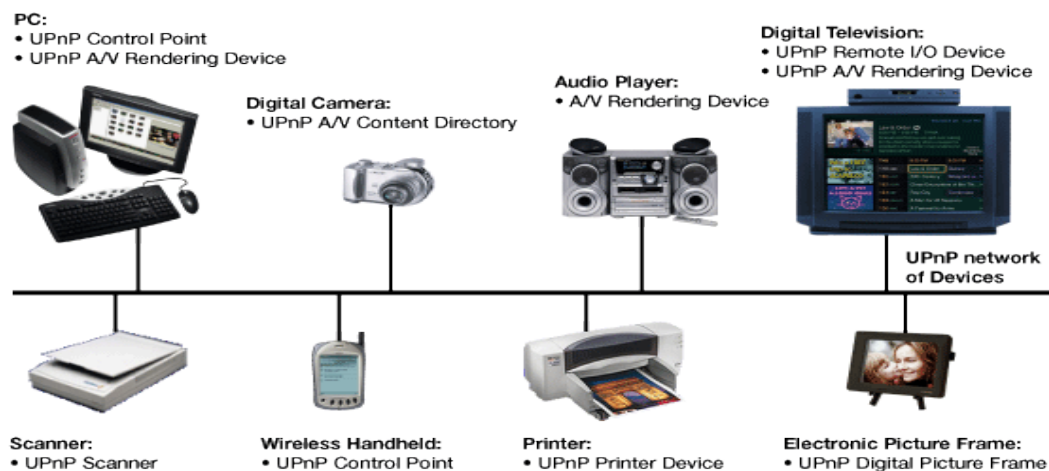 PC:
• UPnP Control Point
• UPnP A/V Rendering Device
Digital Camera:
• UPnP A/V Content Directory
Audio Player:
• A/V Rendering Device
Digital Television:
• UPnP Remote I/O Device
• UPnP A/V Rendering Device
UPnP network
of Devices
Scanner:
• UPnP Scanner
Wireless Handheld:
• UPnP Control Point
Printer:
• UPnP Printer Device
Electronic Picture Frame:
• UPnP Digital Picture Frame